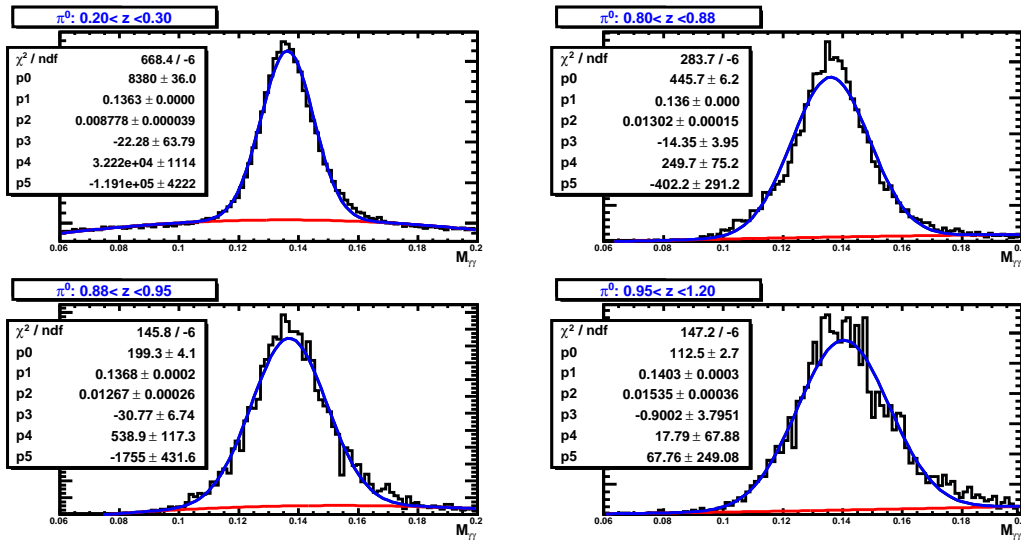 π⁰: 0.20< z <0.30
χ² / ndf 668.4 / -6
p0 8380 ± 36.0
p1 0.1363 ± 0.0000
p2 0.008778 ± 0.000039
p3 -22.28 ± 63.79
p4 3.222e+04 ± 1114
p5 -1.191e+05 ± 4222
0.06 0.08 0.1 0.12 0.14 0.16 0.18 0.2
M_γγ
π⁰: 0.80< z <0.88
χ² / ndf 283.7 / -6
p0 445.7 ± 6.2
p1 0.136 ± 0.000
p2 0.01302 ± 0.00015
p3 -14.35 ± 3.95
p4 249.7 ± 75.2
p5 -402.2 ± 291.2
0.06 0.08 0.1 0.12 0.14 0.16 0.18 0.2
M_γγ
π⁰: 0.88< z <0.95
χ² / ndf 145.8 / -6
p0 199.3 ± 4.1
p1 0.1368 ± 0.0002
p2 0.01267 ± 0.00026
p3 -30.77 ± 6.74
p4 538.9 ± 117.3
p5 -1755 ± 431.6
0.06 0.08 0.1 0.12 0.14 0.16 0.18 0.2
M_γγ
π⁰: 0.95< z <1.20
χ² / ndf 147.2 / -6
p0 112.5 ± 2.7
p1 0.1403 ± 0.0003
p2 0.01535 ± 0.00036
p3 -0.9002 ± 3.7951
p4 17.79 ± 67.88
p5 67.76 ± 249.08
0.06 0.08 0.1 0.12 0.14 0.16 0.18 0.2
M_γγ